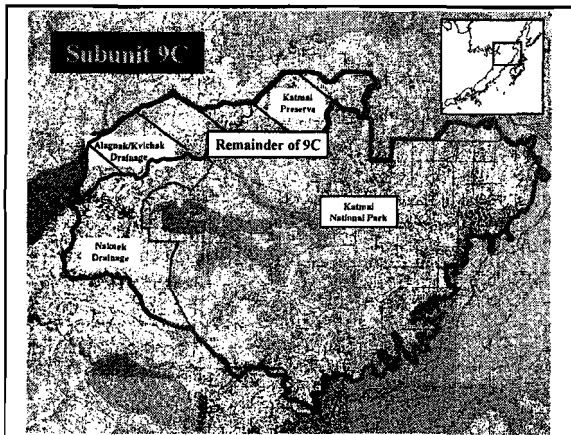 Subunit 9C
Katmai
Preserve
Alagnak/Kvichak
Drainage
Remainder of 9C
Katmai
National Park
Naknek
Drainage